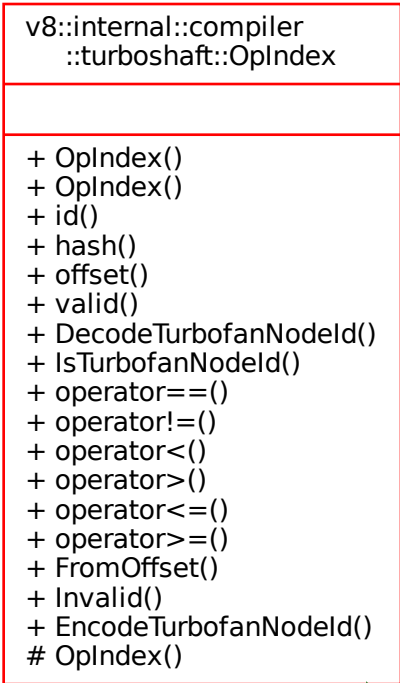 v8::internal::compiler
::turboshaft::OpIndex
+ OpIndex()
+ OpIndex()
+ id()
+ hash()
+ offset()
+ valid()
+ DecodeTurbofanNodeId()
+ IsTurbofanNodeId()
+ operator==()
+ operator!=()
+ operator<()
+ operator>()
+ operator<=()
+ operator>=()
+ FromOffset()
+ Invalid()
+ EncodeTurbofanNodeId()
# OpIndex()